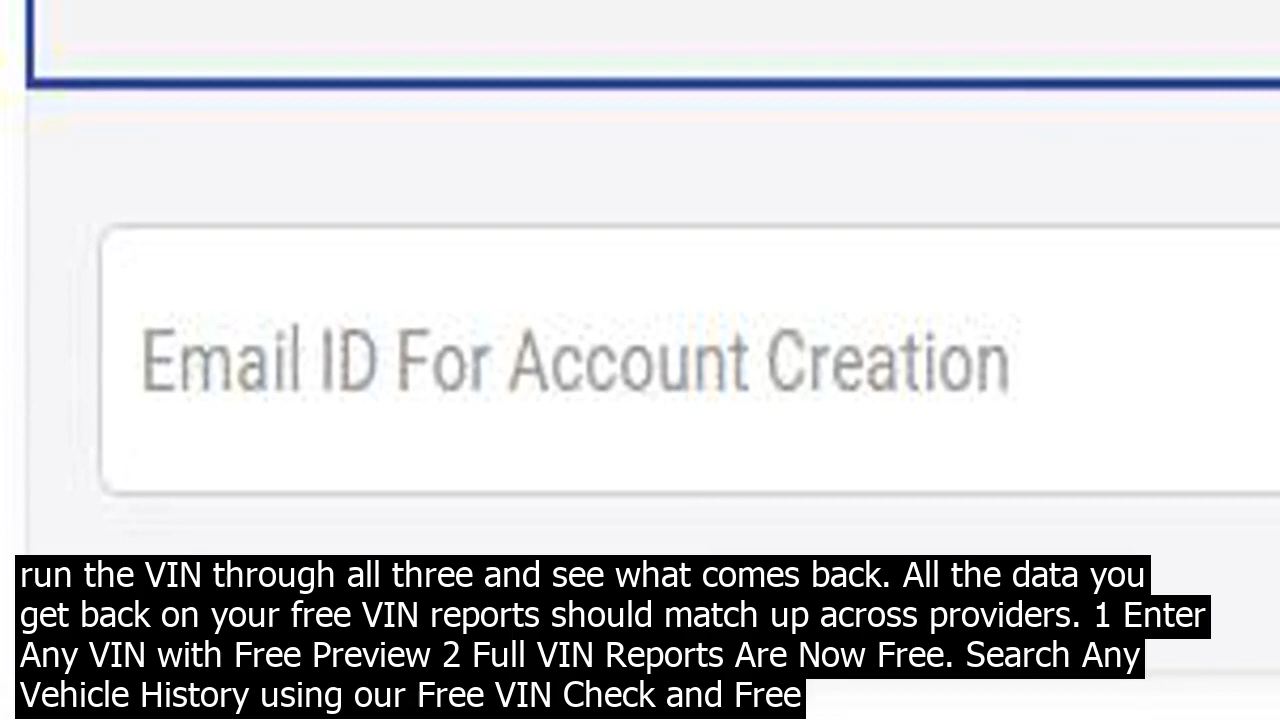 Email ID For Account Creation
run the VIN through all three and see what comes back. All the data you
get back on your free VIN reports should match up across providers. 1 Enter
Any VIN with Free Preview 2 Full VIN Reports Are Now Free. Search Any
Vehicle History using our Free VIN Check and Free